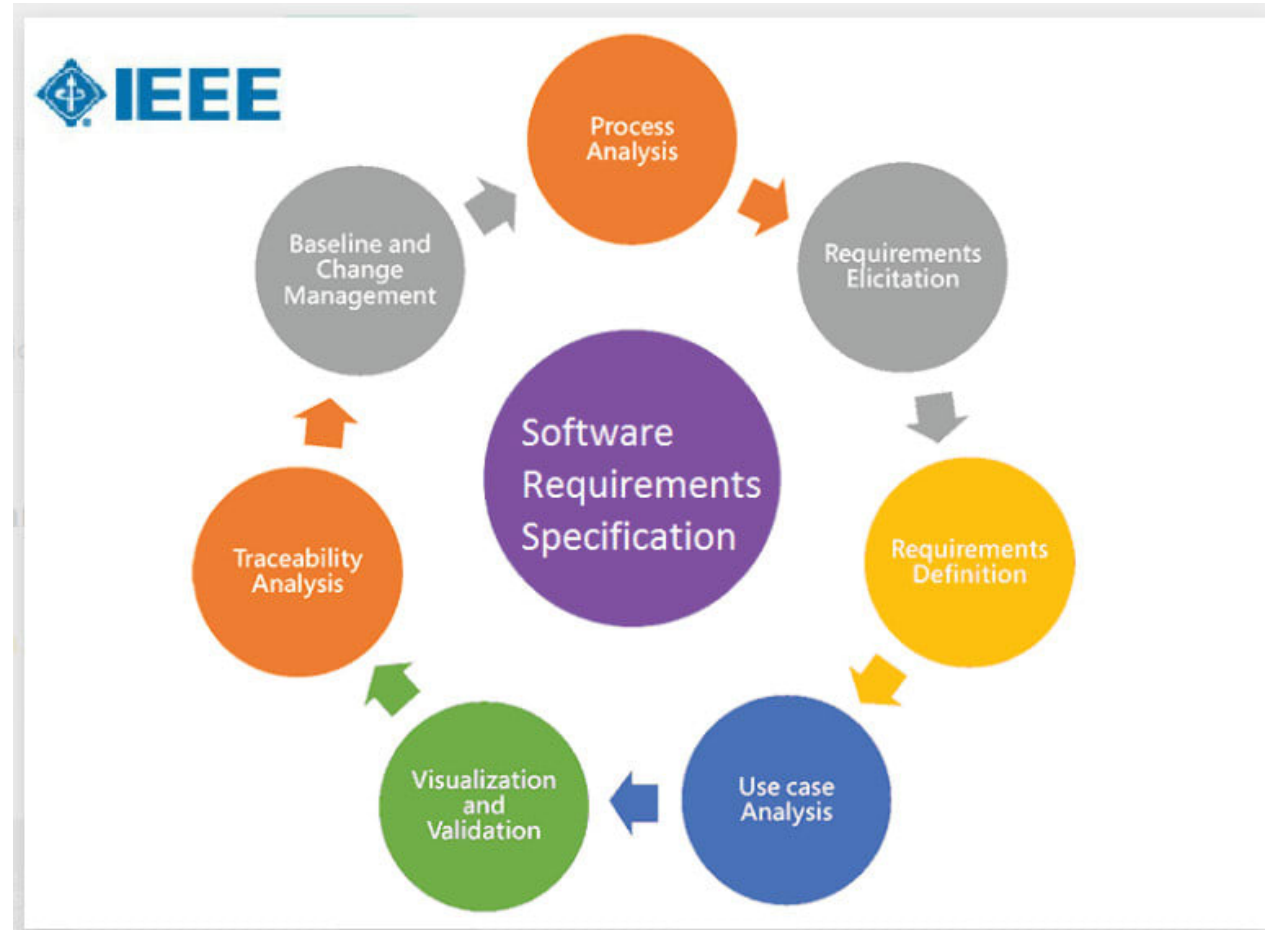 IEEE
Process
Analysis
Requirements
Elicitation
Requirements
Definition
Use case
Analysis
Visualization
and
Validation
Traceability
Analysis
Baseline and
Change
Management
Software
Requirements
Specification